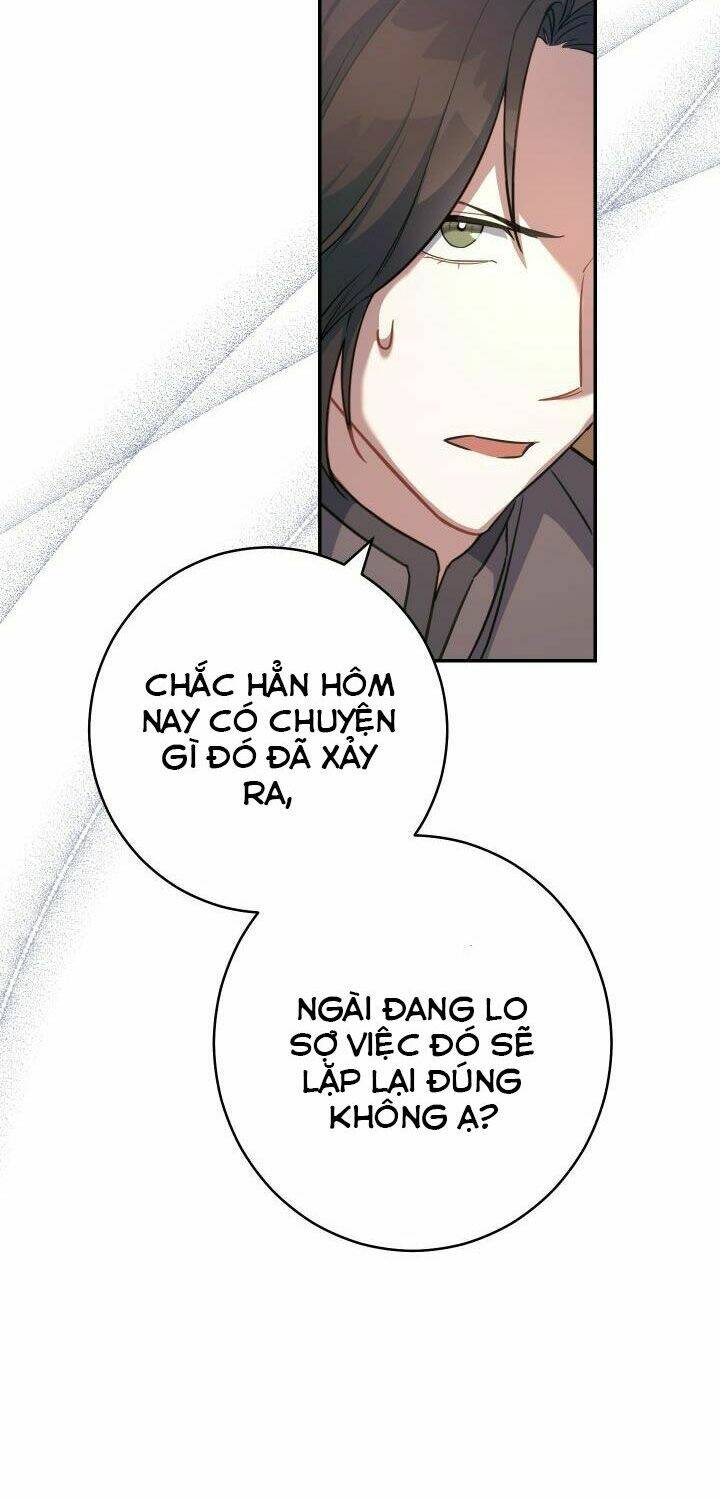 CHẮC HẲN HÔM
NAY CÓ CHUYỆN
GÌ ĐÓ ĐÃ XẢY
RA,
NGÀI ĐANG LO
SỢ VIỆC ĐÓ SẼ
LẶP LẠI ĐÚNG
KHÔNG Ạ?